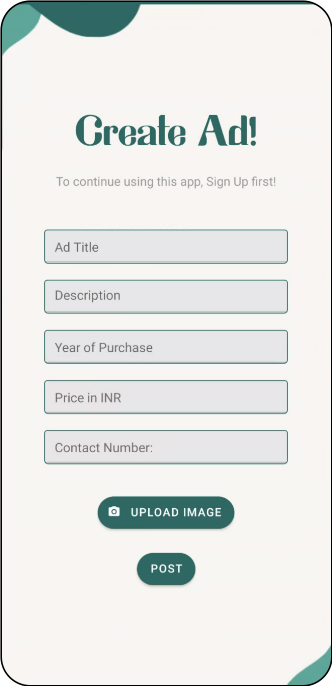 Create Ad!
To continue using this app, Sign Up first!
Ad Title
Description
Year of Purchase
Price in INR
Contact Number:
UPLOAD IMAGE
POST